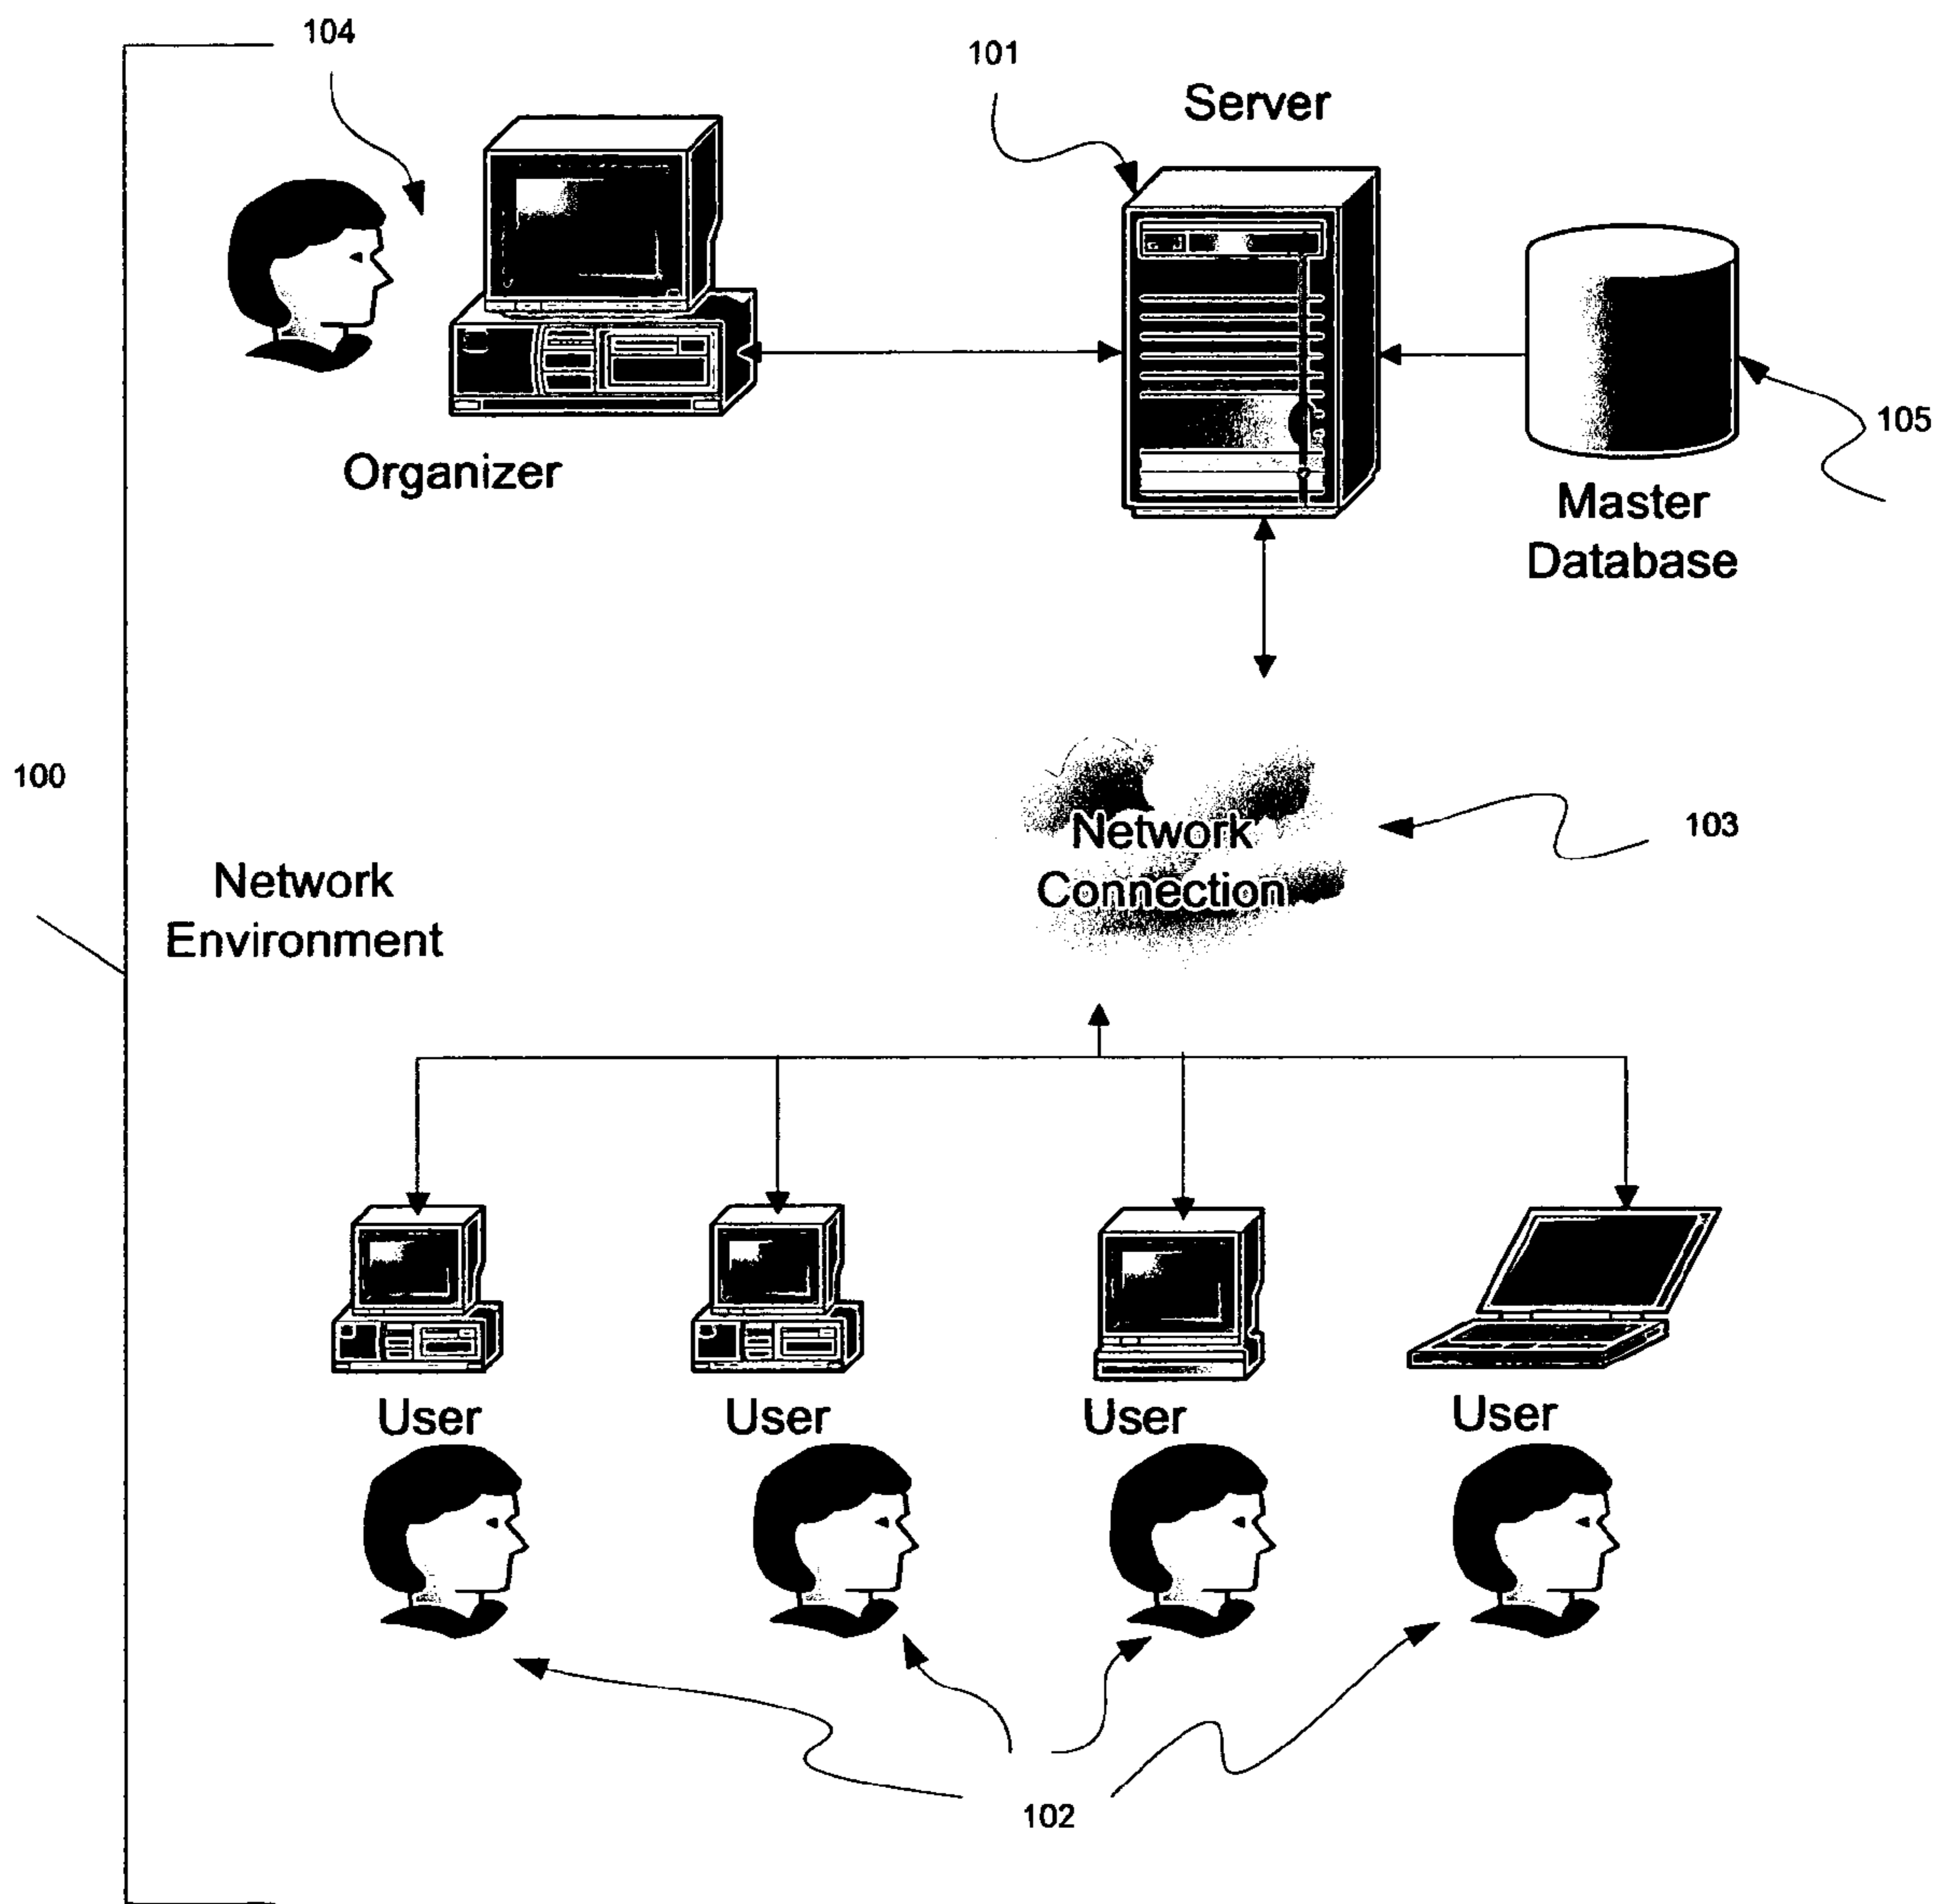 104
101
Server
Organizer
105
Master
Database
100
Network
Connection
103
Network
Environment
User
User
User
User
102